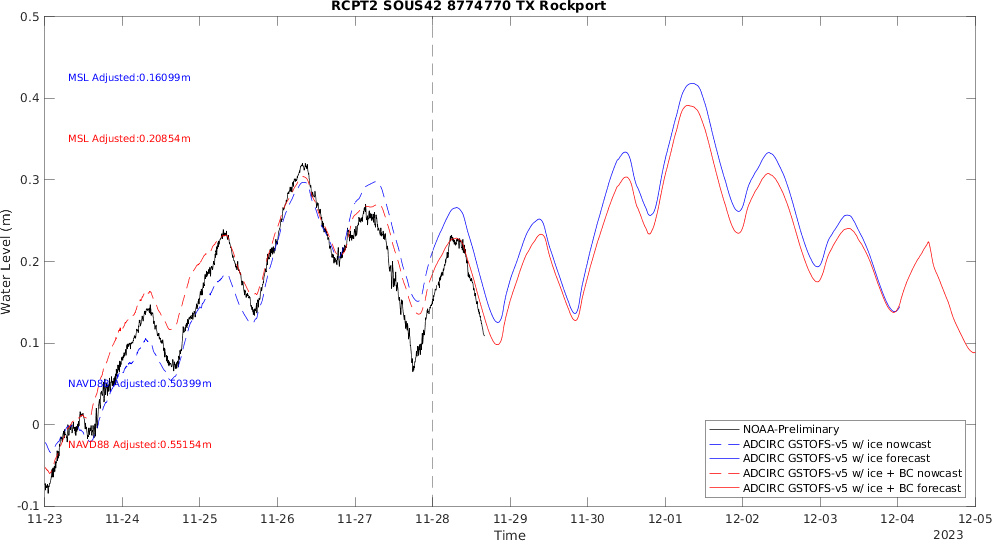 RCPT2 SOUS42 8774770 TX Rockport
0.5
0.4
0.3
0.2
0.1
0
-0.1
Water Level (m)
MSL Adjusted:0.16099m
MSL Adjusted:0.20854m
NAVD88 Adjusted:0.50399m
NAVD88 Adjusted:0.55154m
NOAA-Preliminary
ADCIRC GSTOFS-v5 w/ ice nowcast
ADCIRC GSTOFS-v5 w/ ice forecast
ADCIRC GSTOFS-v5 w/ ice + BC nowcast
ADCIRC GSTOFS-v5 w/ ice + BC forecast
11-23 11-24 11-25 11-26 11-27 11-28 11-29 11-30 12-01 12-02 12-03 12-04 12-05
Time
2023